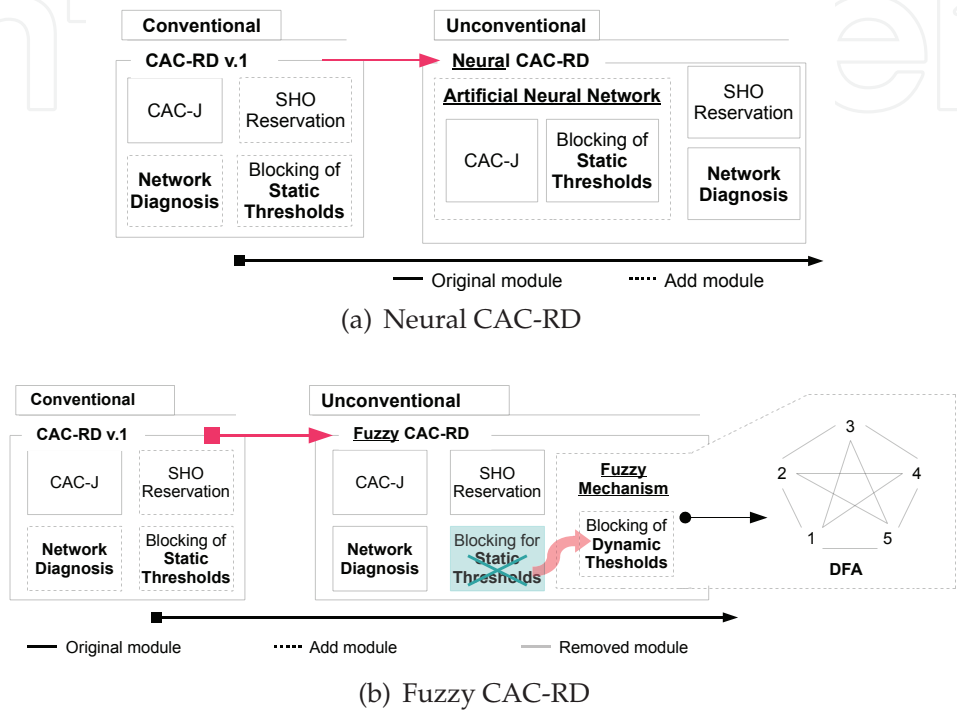 Conventional
Unconventional
CAC-RD v.1
Neural CAC-RD
CAC-J
SHO
Reservation
Network
Diagnosis
Blocking of
Static
Thresholds
Artificial Neural Network
CAC-J
Blocking of
Static
Thresholds
SHO
Reservation
Network
Diagnosis
Original module
Add module
(a) Neural CAC-RD
Conventional
Unconventional
CAC-RD v.1
Fuzzy CAC-RD
CAC-J
SHO
Reservation
Network
Diagnosis
Blocking of
Static
Thresholds
CAC-J
SHO
Reservation
Network
Diagnosis
Blocking for
Static
Thresholds
Fuzzy
Mechanism
Blocking of
Dynamic
Thesholds
3
2
4
1
5
DFA
Original module
Add module
Removed module
(b) Fuzzy CAC-RD